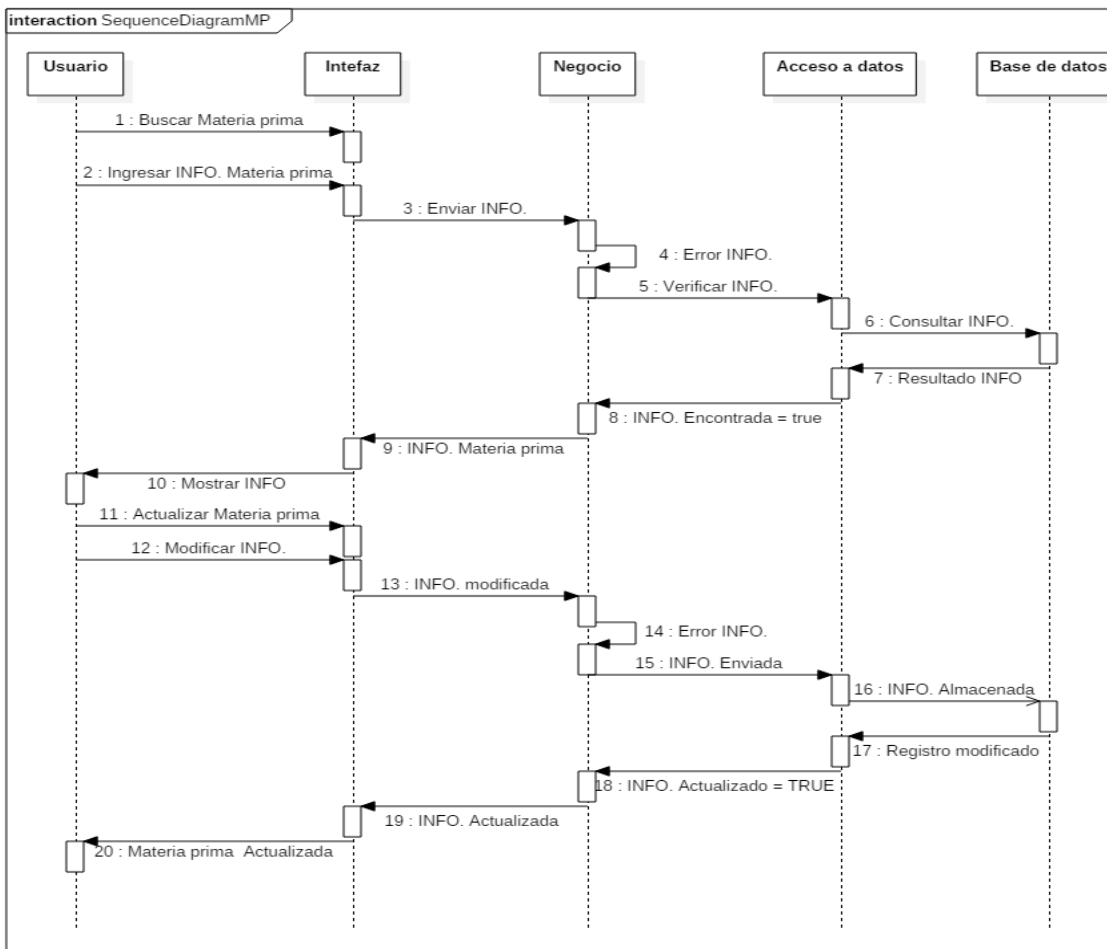 interaction SequenceDiagramMP
Usuario
Intefaz
Negocio
Acceso a datos
Base de datos
1 : Buscar Materia prima
2 : Ingresar INFO. Materia prima
3 : Enviar INFO.
4 : Error INFO.
5 : Verificar INFO.
6 : Consultar INFO.
7 : Resultado INFO
8 : INFO. Encontrada = true
9 : INFO. Materia prima
10 : Mostrar INFO
11 : Actualizar Materia prima
12 : Modificar INFO.
13 : INFO. modificada
14 : Error INFO.
15 : INFO. Enviada
16 : INFO. Almacenada
17 : Registro modificado
18 : INFO. Actualizado = TRUE
19 : INFO. Actualizada
20 : Materia prima  Actualizada